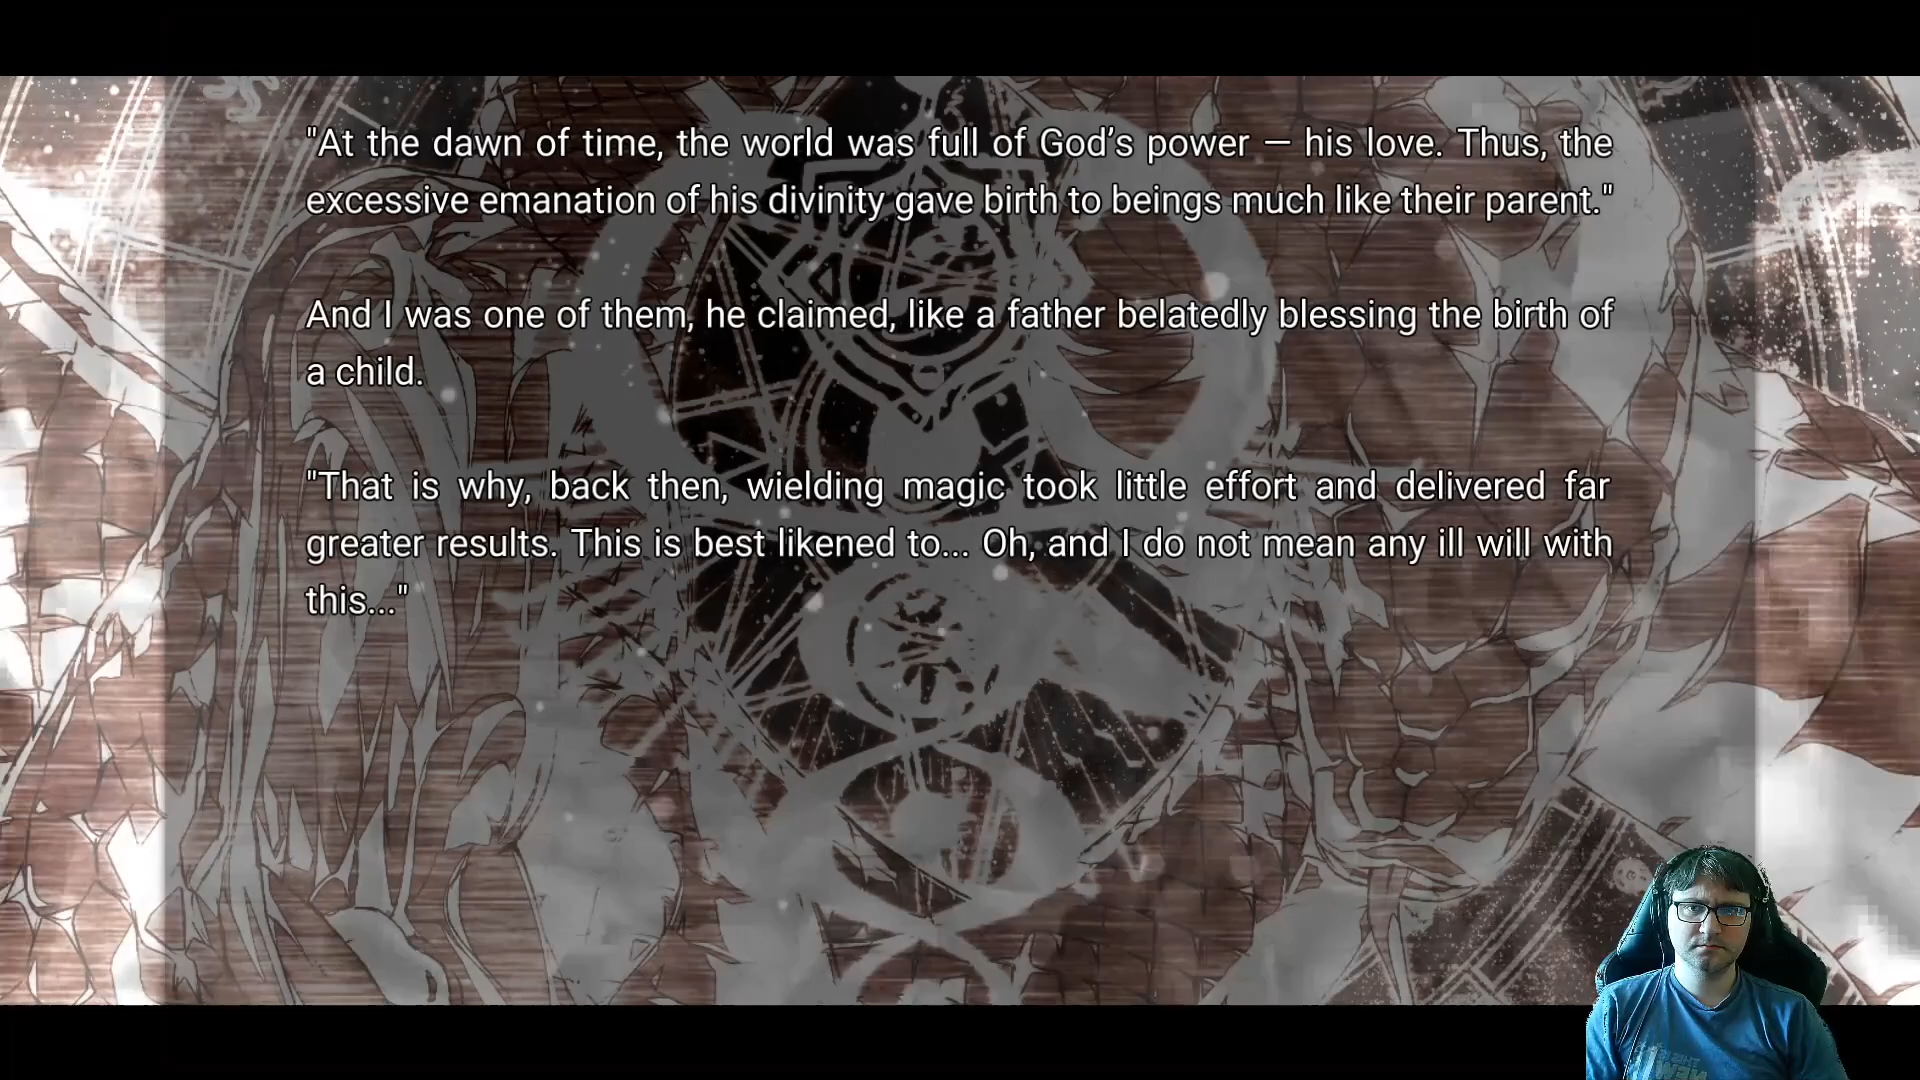 "At the dawn of time, the world was full of God’s power — his love. Thus, the
excessive emanation of his divinity gave birth to beings much like their parent."
And I was one of them, he claimed, like a father belatedly blessing the birth of
a child.
"That is why, back then, wielding magic took little effort and delivered far
greater results. This is best likened to... Oh, and I do not mean any ill will with
this..."